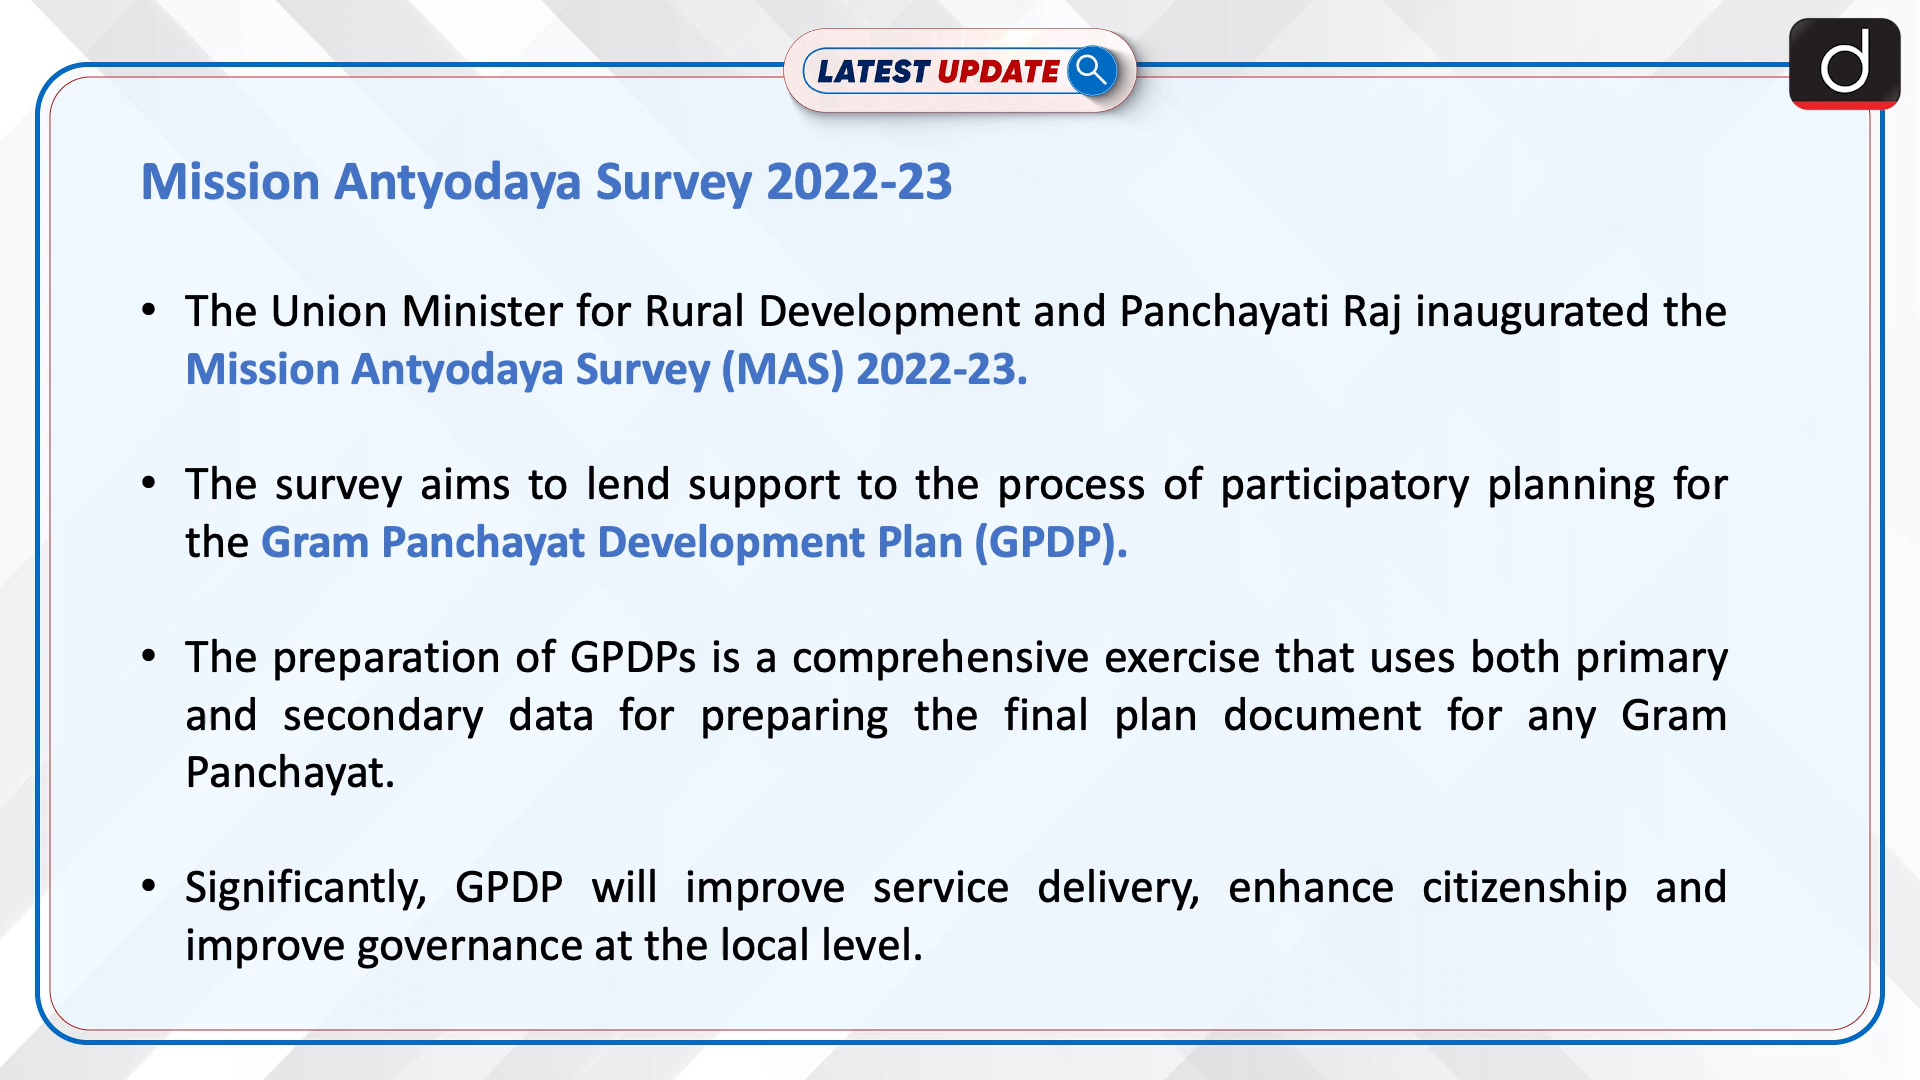 LATEST UPDATE
d
Mission Antyodaya Survey 2022-23
• The Union Minister for Rural Development and Panchayati Raj inaugurated the
Mission Antyodaya Survey (MAS) 2022-23.
• The survey aims to lend support to the process of participatory planning for
the Gram Panchayat Development Plan (GPDP).
• The preparation of GPDPs is a comprehensive exercise that uses both primary
and secondary data for preparing the final plan document for any Gram
Panchayat.
• Significantly, GPDP will improve service delivery, enhance citizenship and
improve governance at the local level.